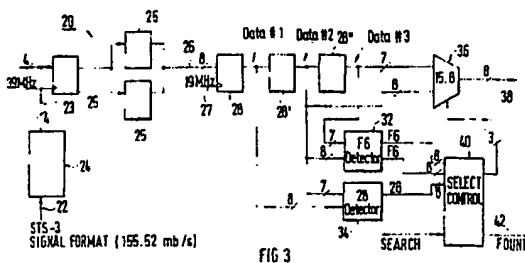 20
25
4
39MHz
23
25
25
26
8
19MHz
27
28
Data #1
28'
Data #2
28"
Data #3
7
8
36
15.8
8
38
24
22
STS-3
SIGNAL FORMAT (155.52 mb/s)
7
8
F6
Detector
32
F6
F6
8
7
28
Detector
34
28
8
6
6
40
3
SELECT
CONTROL
SEARCH
42
FOUND
FIG 3